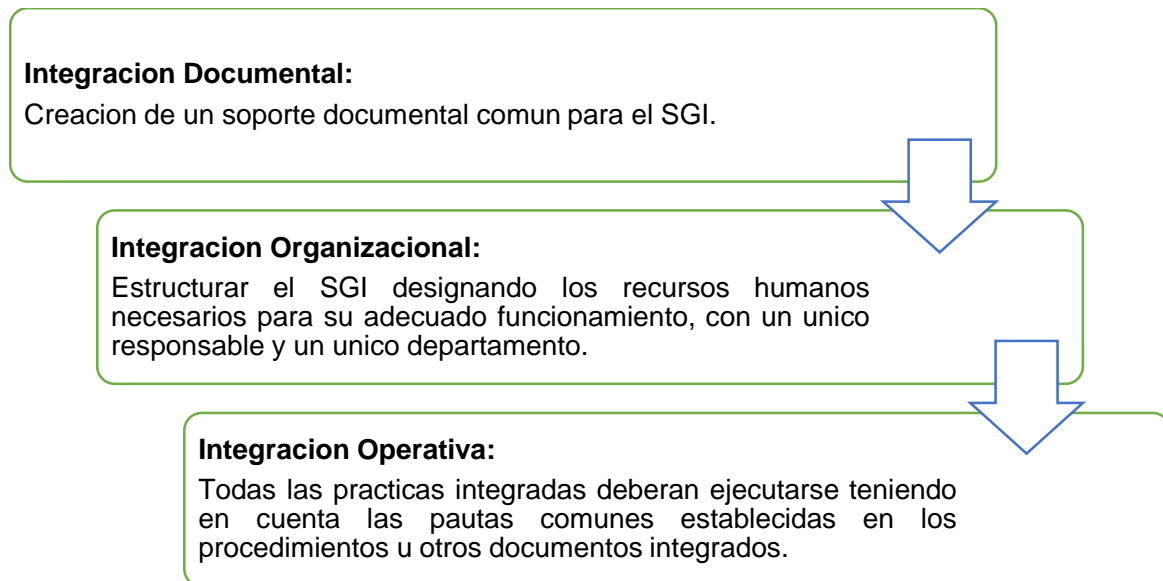 Integracion Documental:
Creacion de un soporte documental comun para el SGI.
Integracion Organizacional:
Estructurar el SGI designando los recursos humanos
necesarios para su adecuado funcionamiento, con un unico
responsable y un unico departamento.
Integracion Operativa:
Todas las practicas integradas deberan ejecutarse teniendo
en cuenta las pautas comunes establecidas en los
procedimientos u otros documentos integrados.